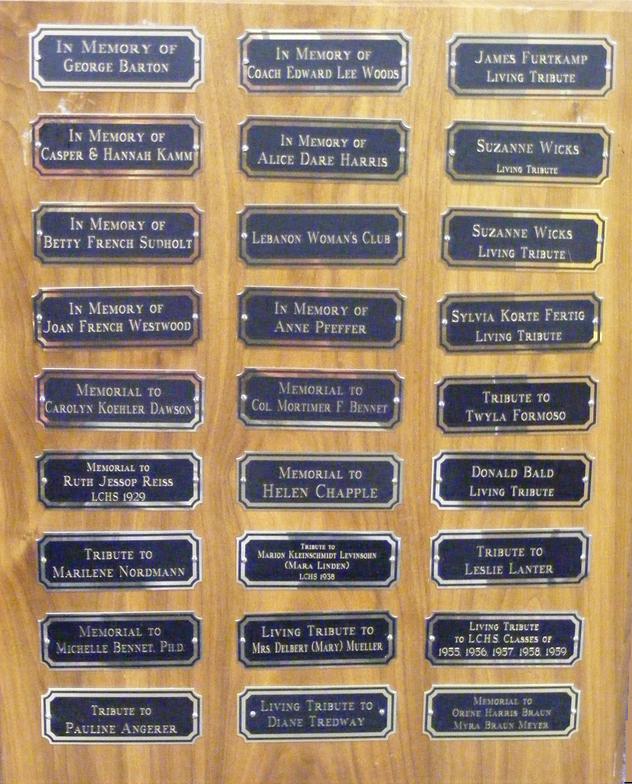 In Memory of
George Barton
In Memory of
Coach Edward Lee Woods
James Furtkamp
Living Tribute
In Memory of
Casper & Hannah Kamm
In Memory of
Alice Dare Harris
Suzanne Wicks
Living Tribute
In Memory of
Betty French Sudholt
Lebanon Woman's Club
Suzanne Wicks
Living Tribute
In Memory of
Joan French Westwood
In Memory of
Anne Pfeffer
Sylvia Korte Fertig
Living Tribute
Memorial to
Carolyn Koehler Dawson
Memorial to
Col. Mortimer F. Bennet
Tribute to
Twyla Formoso
Memorial to
Ruth Jessop Reiss
LCHS 1929
Memorial to
Helen Chapple
Donald Bald
Living Tribute
Tribute to
Marilene Nordmann
Tribute to
Marion Kleinschmidt Levensohn
(Mara Linden)
LCHS 1938
Tribute to
Leslie Lanter
Memorial to
Michelle Bennet, Ph.D.
Living Tribute to
Mrs. Delbert (Mary) Mueller
Living Tribute
to L.C.H.S. Classes of
1955, 1956, 1957, 1958, 1959
Tribute to
Pauline Angerer
Living Tribute to
Diane Tredway
Memorial to
Orene Harris Braun
Myra Braun Meyer